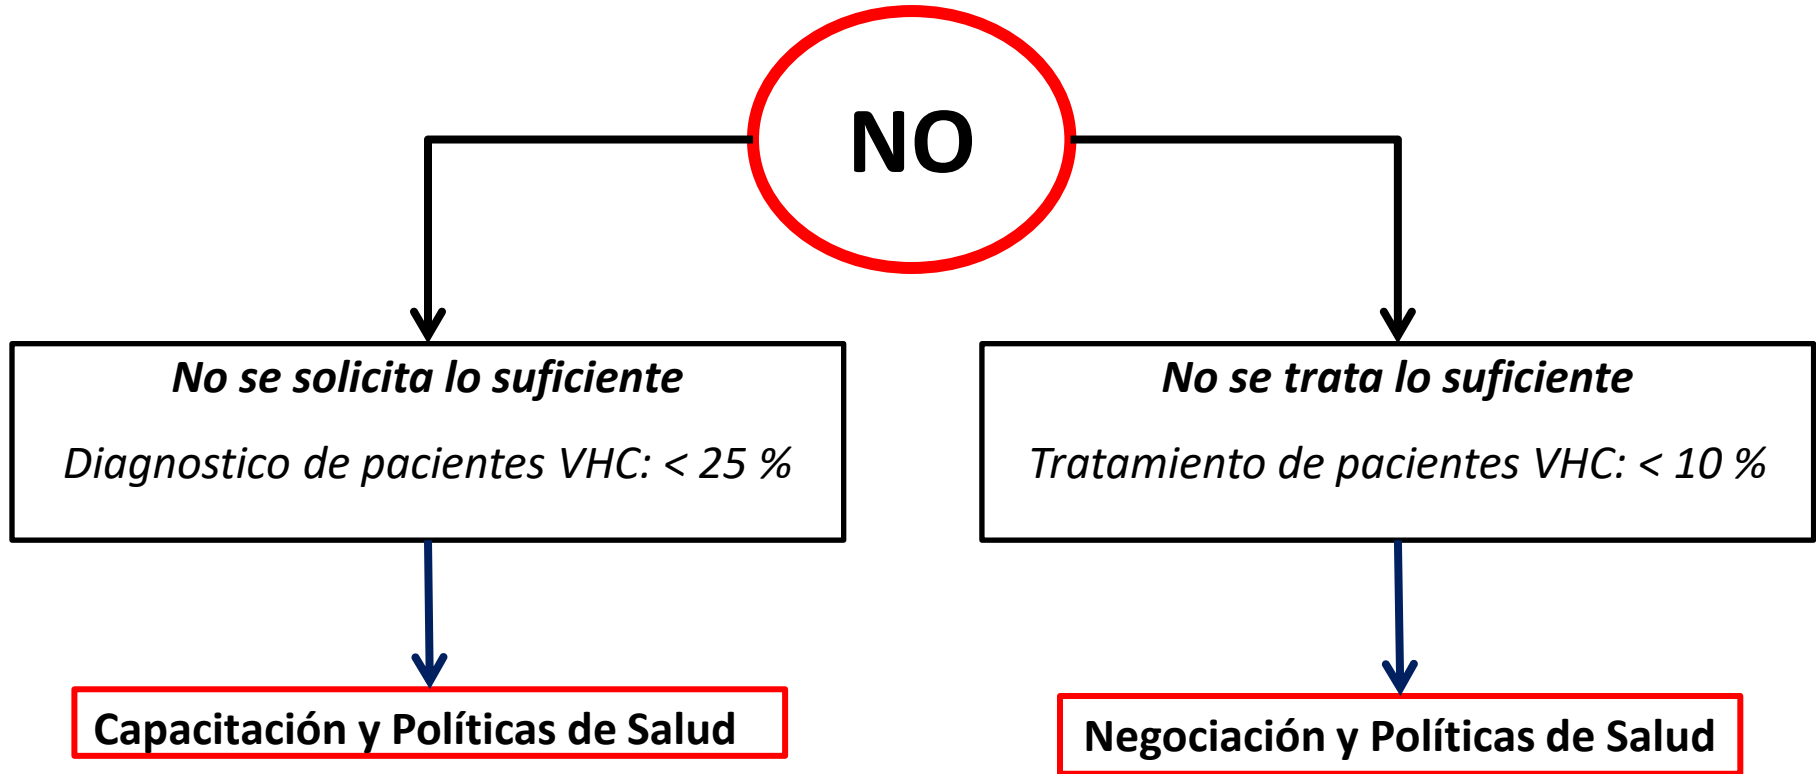 NO
No se solicita lo suficiente
Diagnostico de pacientes VHC: < 25 %
No se trata lo suficiente
Tratamiento de pacientes VHC: < 10 %
Capacitación y Políticas de Salud
Negociación y Políticas de Salud